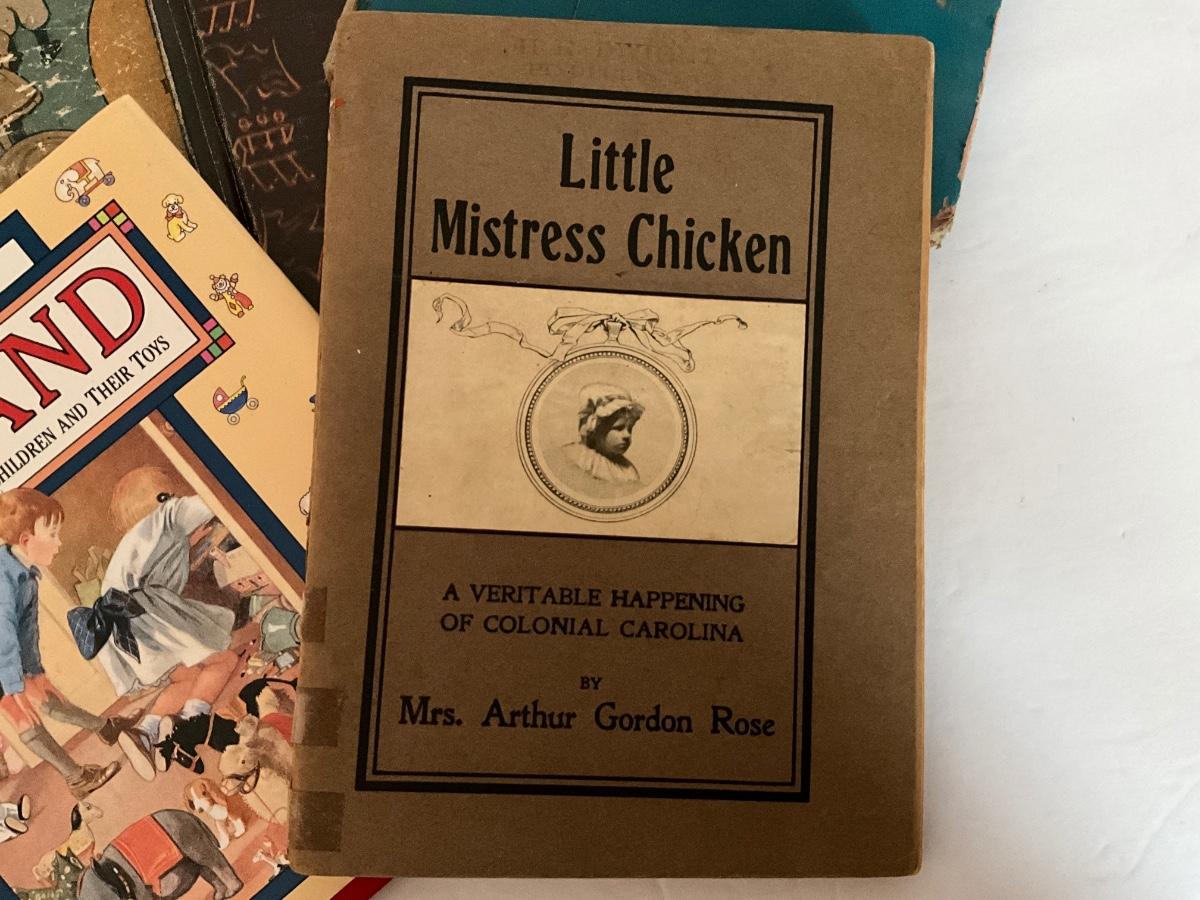 Little
Mistress Chicken
A VERITABLE HAPPENING
OF COLONIAL CAROLINA
BY
Mrs. Arthur Gordon Rose
AND
CHILDREN AND THEIR TOYS